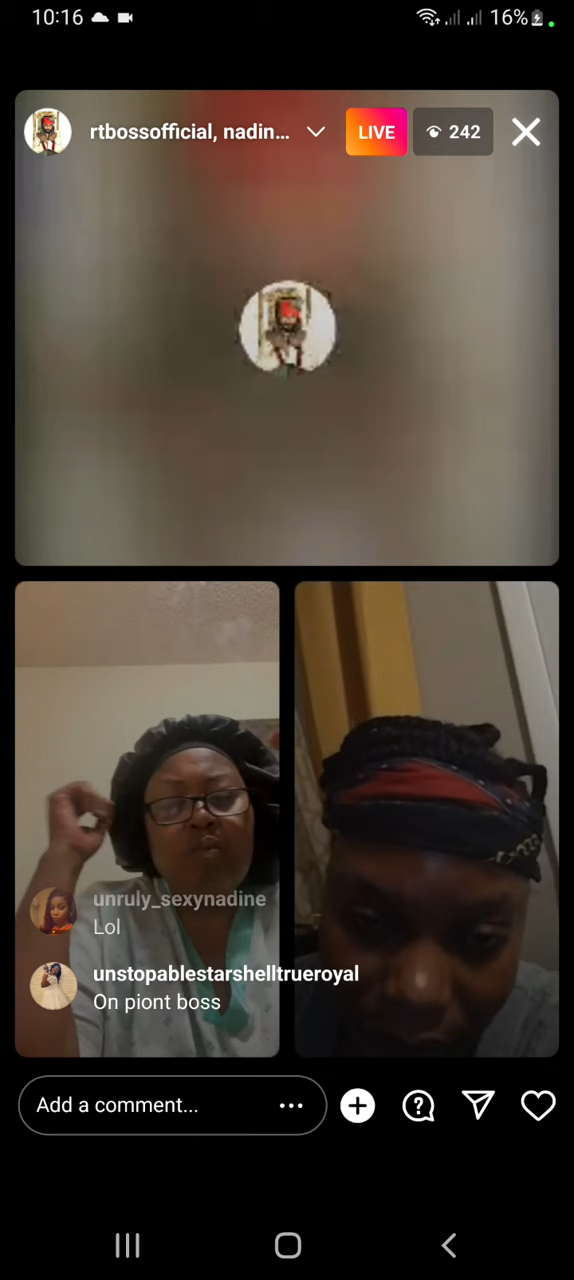 10:16
16%
rtbossofficial, nadin...
LIVE
242
unruly_sexynadine
Lol
unstopablestarshelltrueroyal
On piont boss
Add a comment...